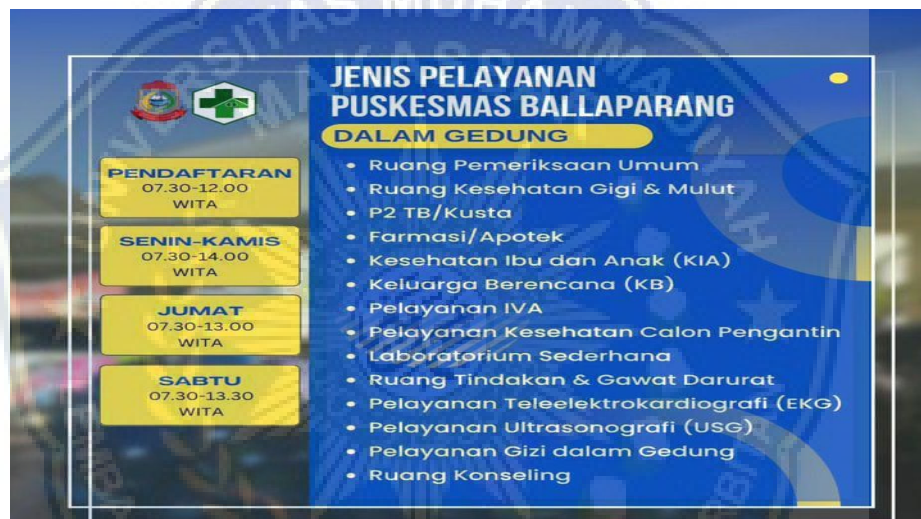 UNIVERSITAS MUHAMMADIYAH
MAKASSAR
JENIS PELAYANAN
PUSKESMAS BALLAPARANG
DALAM GEDUNG
PENDAFTARAN
07.30-12.00
WITA
SENIN-KAMIS
07.30-14.00
WITA
JUMAT
07.30-13.00
WITA
SABTU
07.30-13.30
WITA
• Ruang Pemeriksaan Umum
• Ruang Kesehatan Gigi & Mulut
• P2 TB/Kusta
• Farmasi/Apotek
• Kesehatan Ibu dan Anak (KIA)
• Keluarga Berencana (KB)
• Pelayanan IVA
• Pelayanan Kesehatan Calon Pengantin
• Laboratorium Sederhana
• Ruang Tindakan & Gawat Darurat
• Pelayanan Teleelektrokardiografi (EKG)
• Pelayanan Ultrasonografi (USG)
• Pelayanan Gizi dalam Gedung
• Ruang Konseling